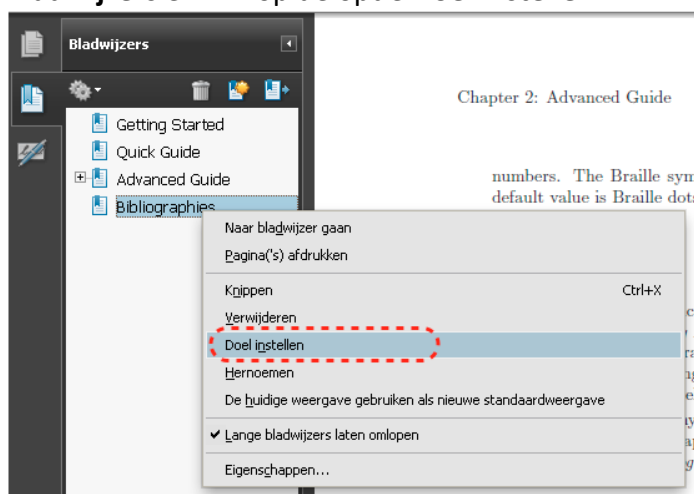 Bladwijzers
Chapter 2: Advanced Guide
Getting Started
Quick Guide
Advanced Guide
Bibliographies
numbers. The Braille
default value is Braille
Naar bladwijzer gaan
Pagina('s) afdrukken
Knippen Ctrl+X
Verwijderen
Doel instellen
Hernoemen
De huidige weergave gebruiken als nieuwe standaardweergave
Lange bladwijzers laten omlopen
Eigenschappen...